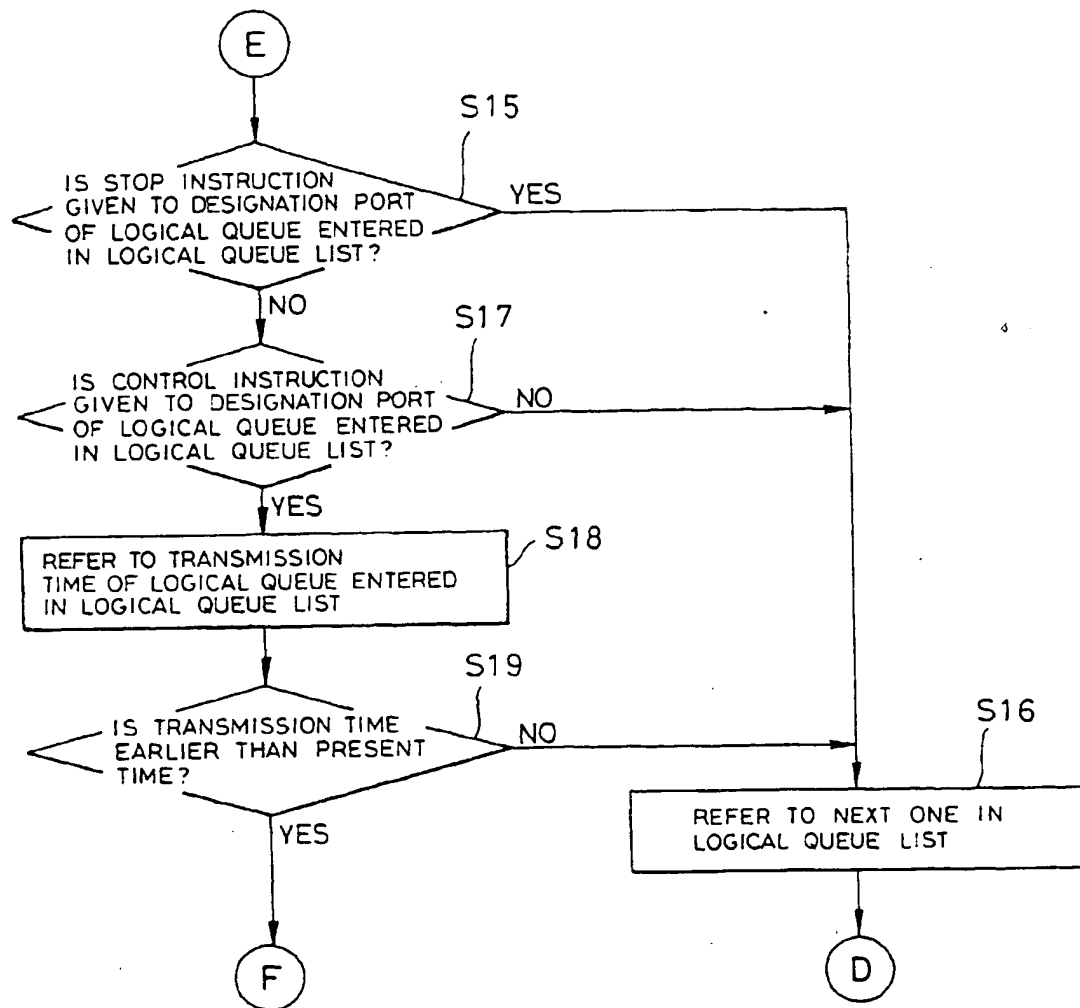 E
S15
IS STOP INSTRUCTION
GIVEN TO DESIGNATION PORT
OF LOGICAL QUEUE ENTERED
IN LOGICAL QUEUE LIST?
YES
NO
S17
IS CONTROL INSTRUCTION
GIVEN TO DESIGNATION PORT
OF LOGICAL QUEUE ENTERED
IN LOGICAL QUEUE LIST?
NO
YES
S18
REFER TO TRANSMISSION
TIME OF LOGICAL QUEUE ENTERED
IN LOGICAL QUEUE LIST
S19
IS TRANSMISSION TIME
EARLIER THAN PRESENT
TIME?
NO
YES
S16
REFER TO NEXT ONE IN
LOGICAL QUEUE LIST
F
D